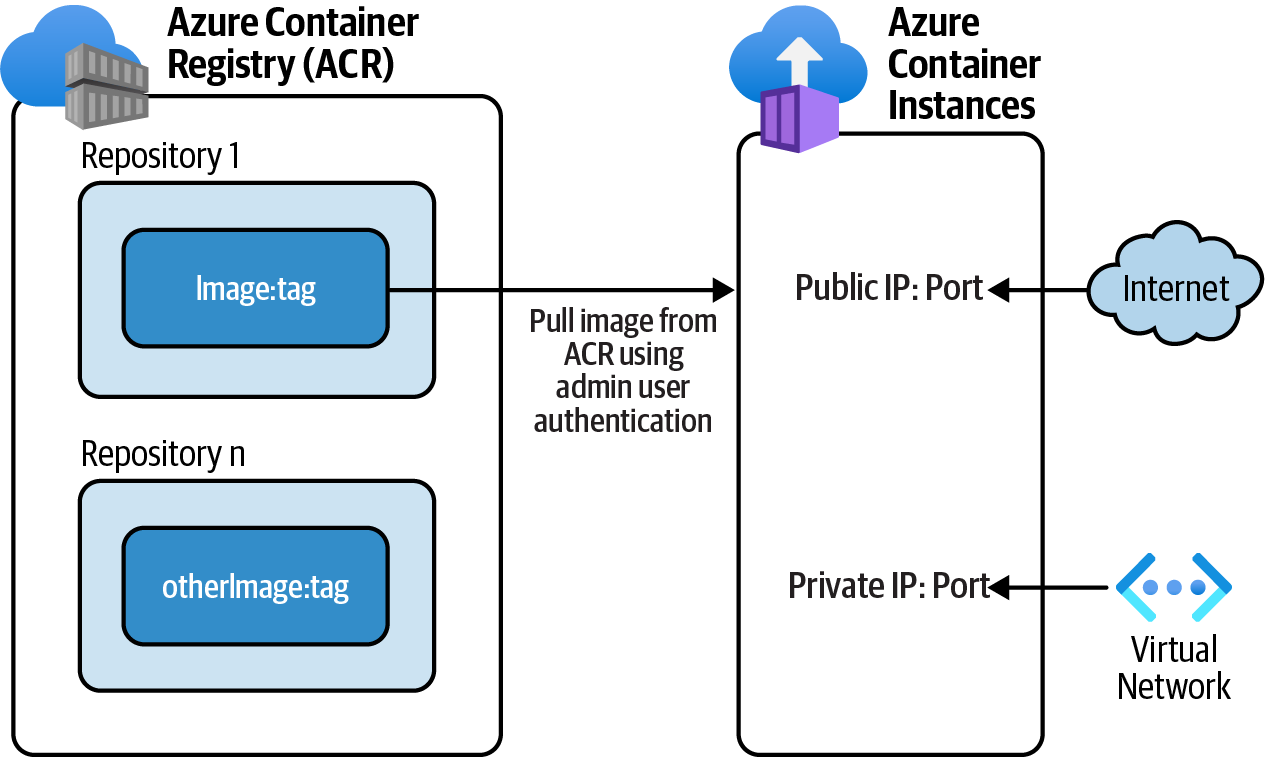 Azure Container
Registry (ACR)
Repository 1
Image:tag
Repository n
otherImage:tag
Pull image from
ACR using
admin user
authentication
Azure
Container
Instances
Public IP: Port
Internet
Private IP: Port
Virtual
Network